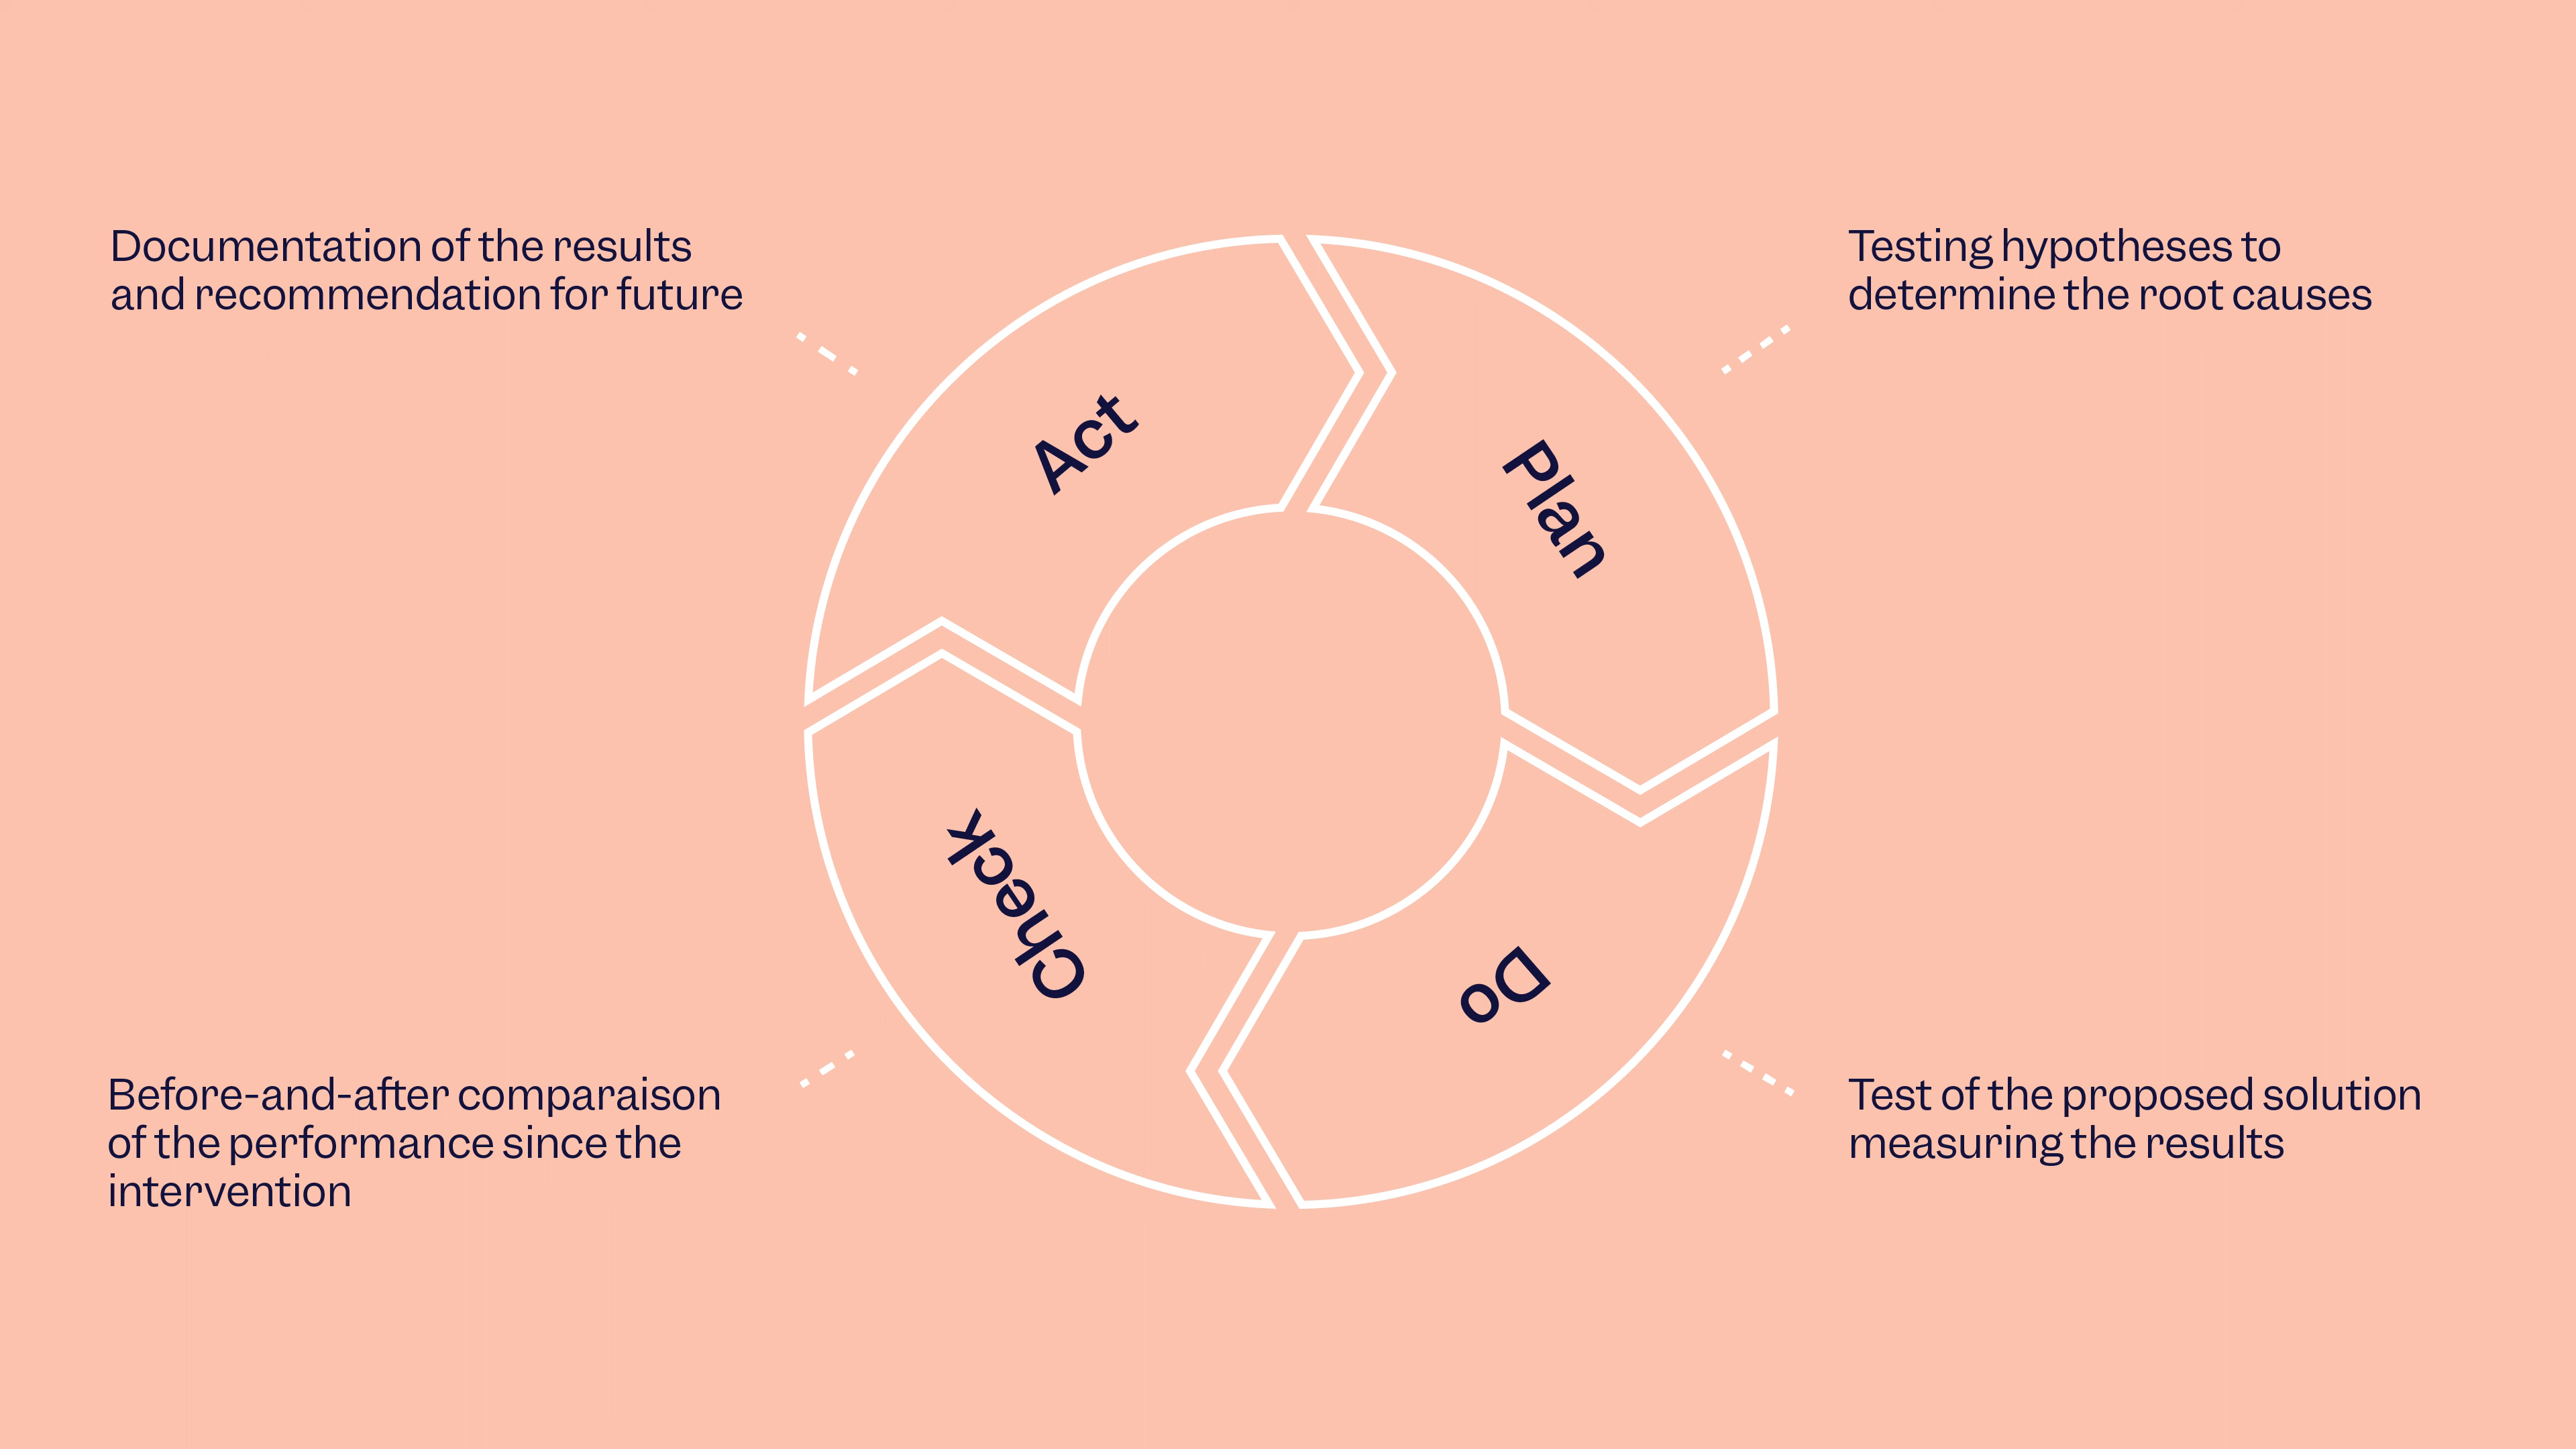 Documentation of the results
and recommendation for future
Testing hypotheses to
determine the root causes
Act
Plan
Check
Do
Before-and-after comparaison
of the performance since the
intervention
Test of the proposed solution
measuring the results